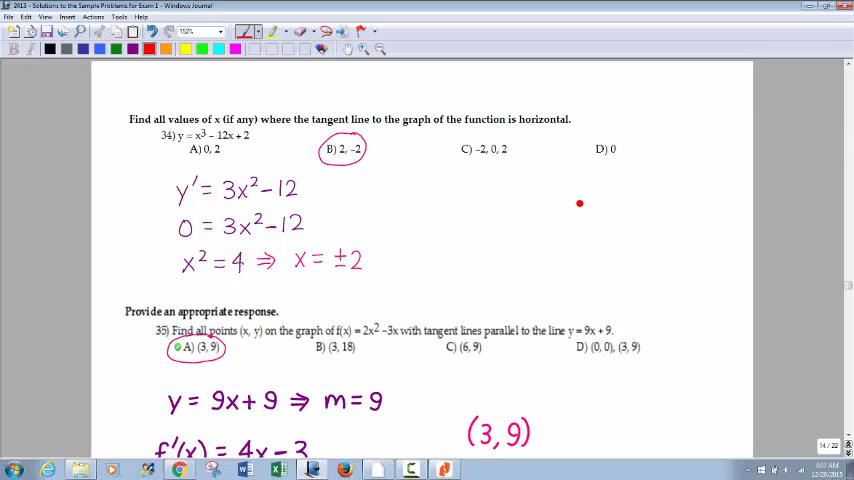 2413 - Solutions to the Sample Problems for Exam 1 - Windows Journal
File Edit View Insert Actions Tools Help
152%
B I
Find all values of x (if any) where the tangent line to the graph of the function is horizontal.
34) y = x³ – 12x + 2
A) 0, 2 B) 2, –2 C) –2, 0, 2 D) 0
y' = 3x² – 12
0 = 3x² – 12
x² = 4 ⇒ x = ±2
Provide an appropriate response.
35) Find all points (x, y) on the graph of f(x) = 2x² –3x with tangent lines parallel to the line y = 9x + 9.
A) (3, 9) B) (3, 18) C) (6, 9) D) (0, 0), (3, 9)
y = 9x + 9 ⇒ m = 9
(3, 9)
f'(x) = 4x – 3
14 / 22
8:07 AM
12/20/2015